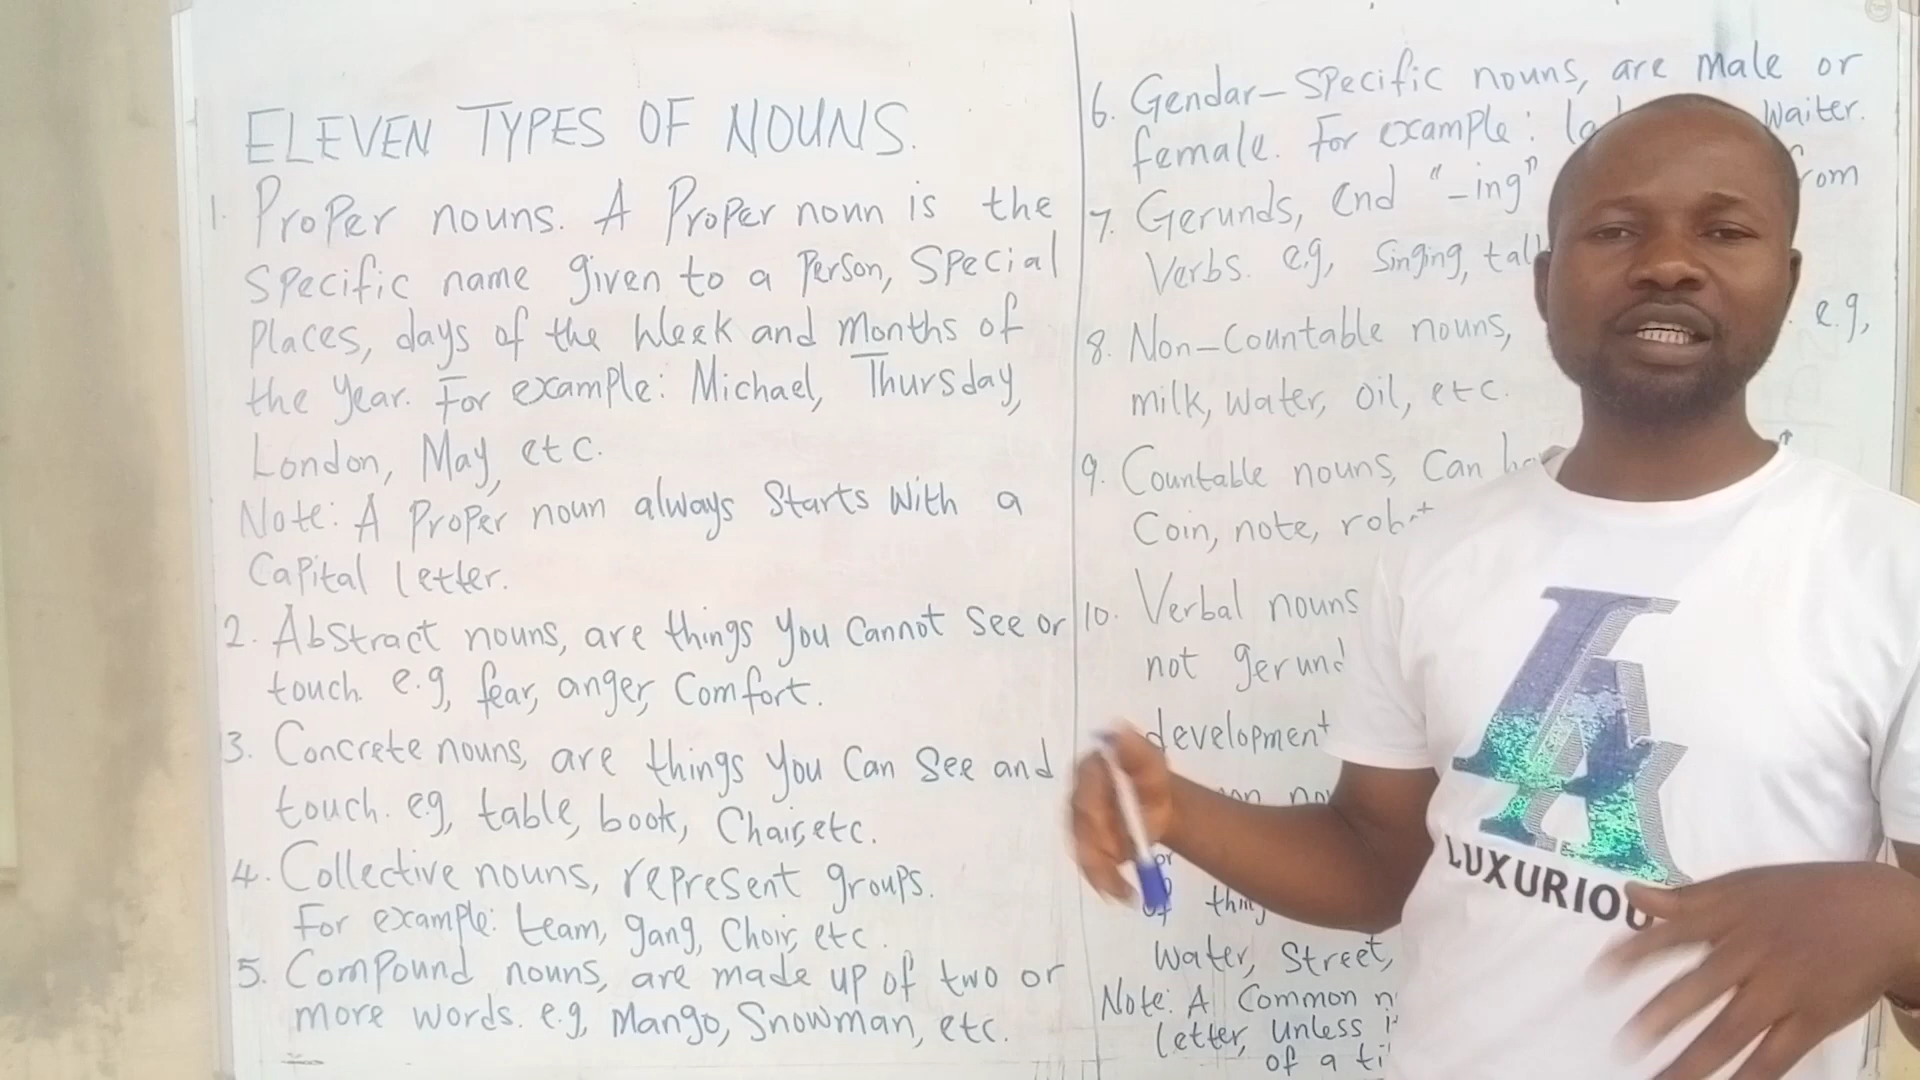 ELEVEN TYPES OF NOUNS.
1. Proper nouns. A Proper noun is the
specific name given to a Person, Special
Places, days of the Week and Months of
the Year. For example: Michael, Thursday,
London, May, etc.
Note: A Proper noun always Starts with a
Capital letter.
2. Abstract nouns, are things you cannot see or
touch. e.g, fear, anger, Comfort.
3. Concrete nouns, are things you Can See and
touch. e.g, table, book, Chair, etc.
4. Collective nouns, represent groups.
For example: team, gang, Choir, etc.
5. Compound nouns, are made up of two or
more words. e.g, Mango, Snowman, etc.
6. Gendar-Specific nouns, are male or
female. For example: Waiter.
7. Gerunds, end "-ing"
Verbs. e.g, Singing,
8. Non-Countable nouns, e.g,
milk, water, oil, etc.
9. Countable nouns, Can
Coin, note,
10. Verbal nouns
not
development
of
Water, Street,
Note: A Common
letter, unless
of a
LUXURIOU